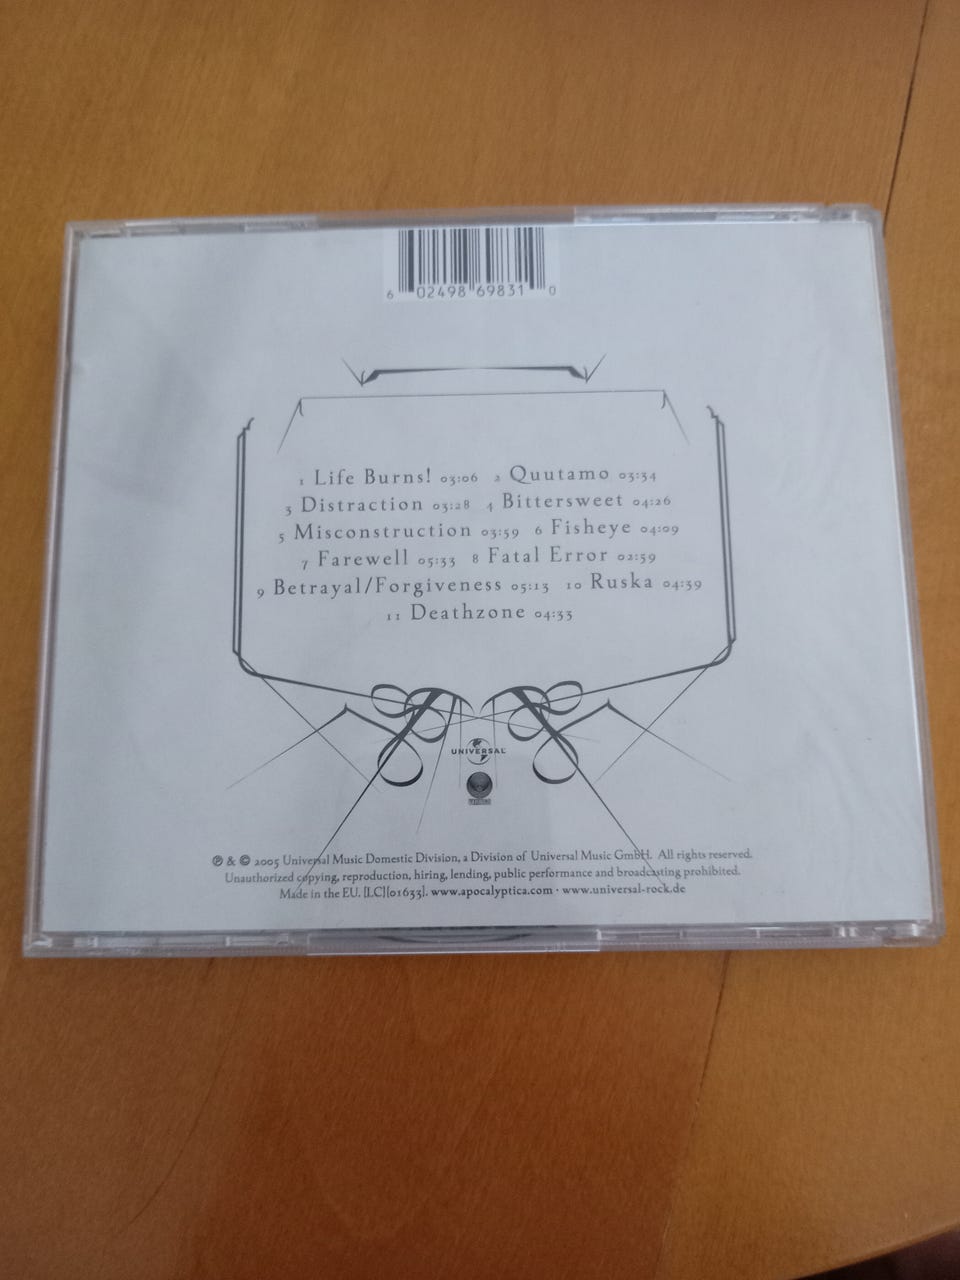 6 02498 69831 0
1 Life Burns! 03:06 2 Quutamo 03:34
3 Distraction 03:28 4 Bittersweet 04:26
5 Misconstruction 03:59 6 Fisheye 04:09
7 Farewell 05:33 8 Fatal Error 02:59
9 Betrayal/Forgiveness 05:13 10 Ruska 04:39
11 Deathzone 04:33
UNIVERSAL
℗ & © 2005 Universal Music Domestic Division, a Division of Universal Music GmbH. All rights reserved.
Unauthorized copying, reproduction, hiring, lending, public performance and broadcasting prohibited.
Made in the EU. [LC][01633]. www.apocalyptica.com · www.universal-rock.de